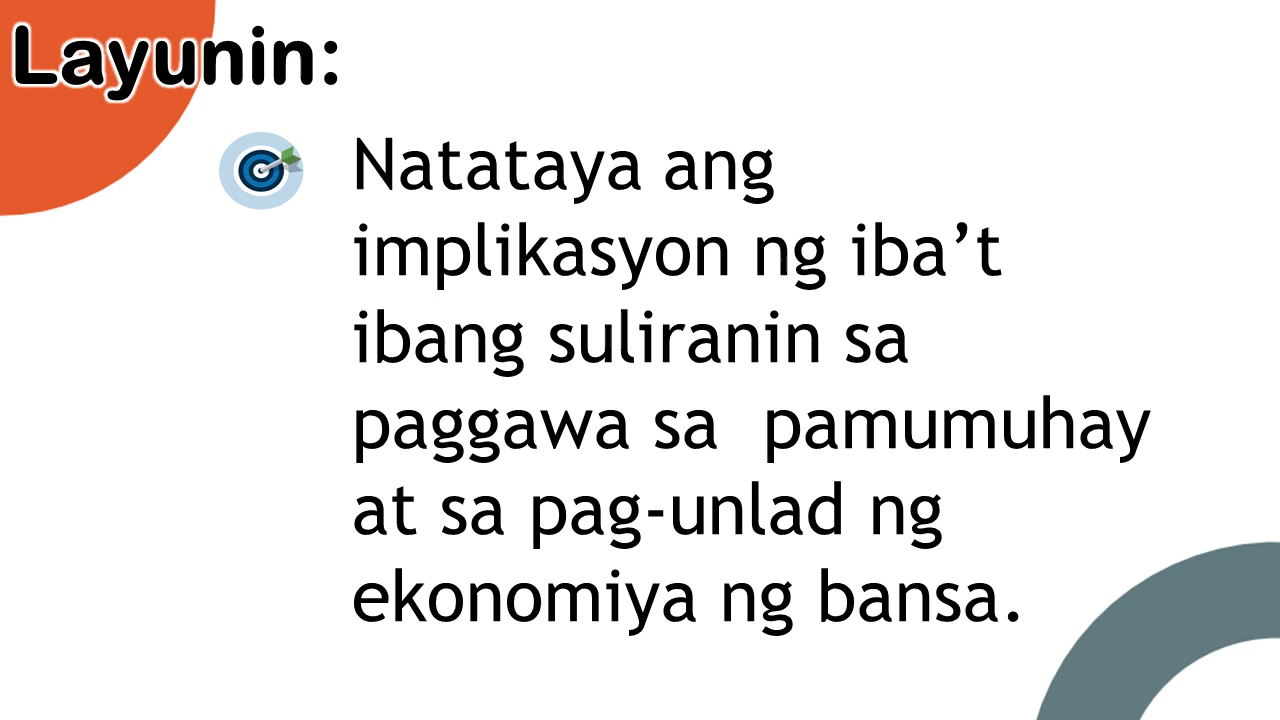 Layunin:
Natataya ang
implikasyon ng iba’t
ibang suliranin sa
paggawa sa  pamumuhay
at sa pag-unlad ng
ekonomiya ng bansa.